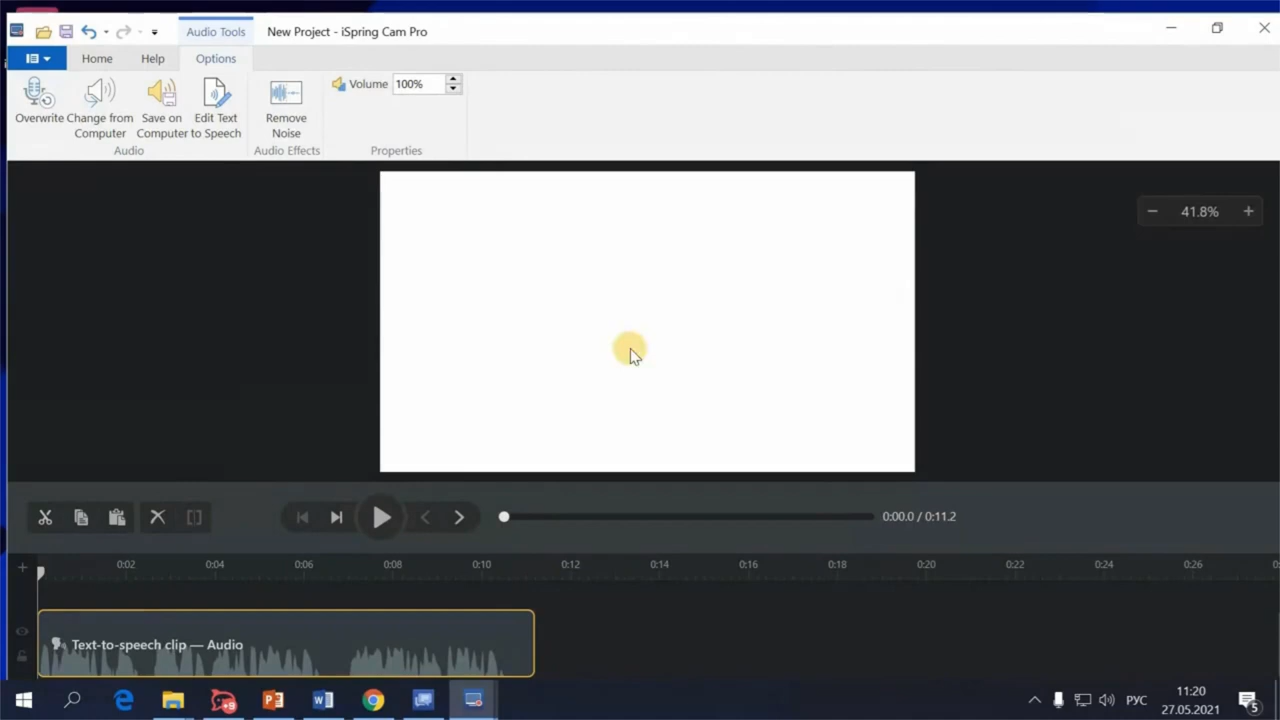 Audio Tools
New Project - iSpring Cam Pro
Home
Help
Options
Overwrite
Change from
Computer
Save on
Computer
Edit Text
to Speech
Remove
Noise
Volume 100%
Audio
Audio Effects
Properties
41.8%
0:00.0 / 0:11.2
0:02 0:04 0:06 0:08 0:10 0:12 0:14 0:16 0:18 0:20 0:22 0:24 0:26
Text-to-speech clip — Audio
+9
РУС
11:20
27.05.2021
5